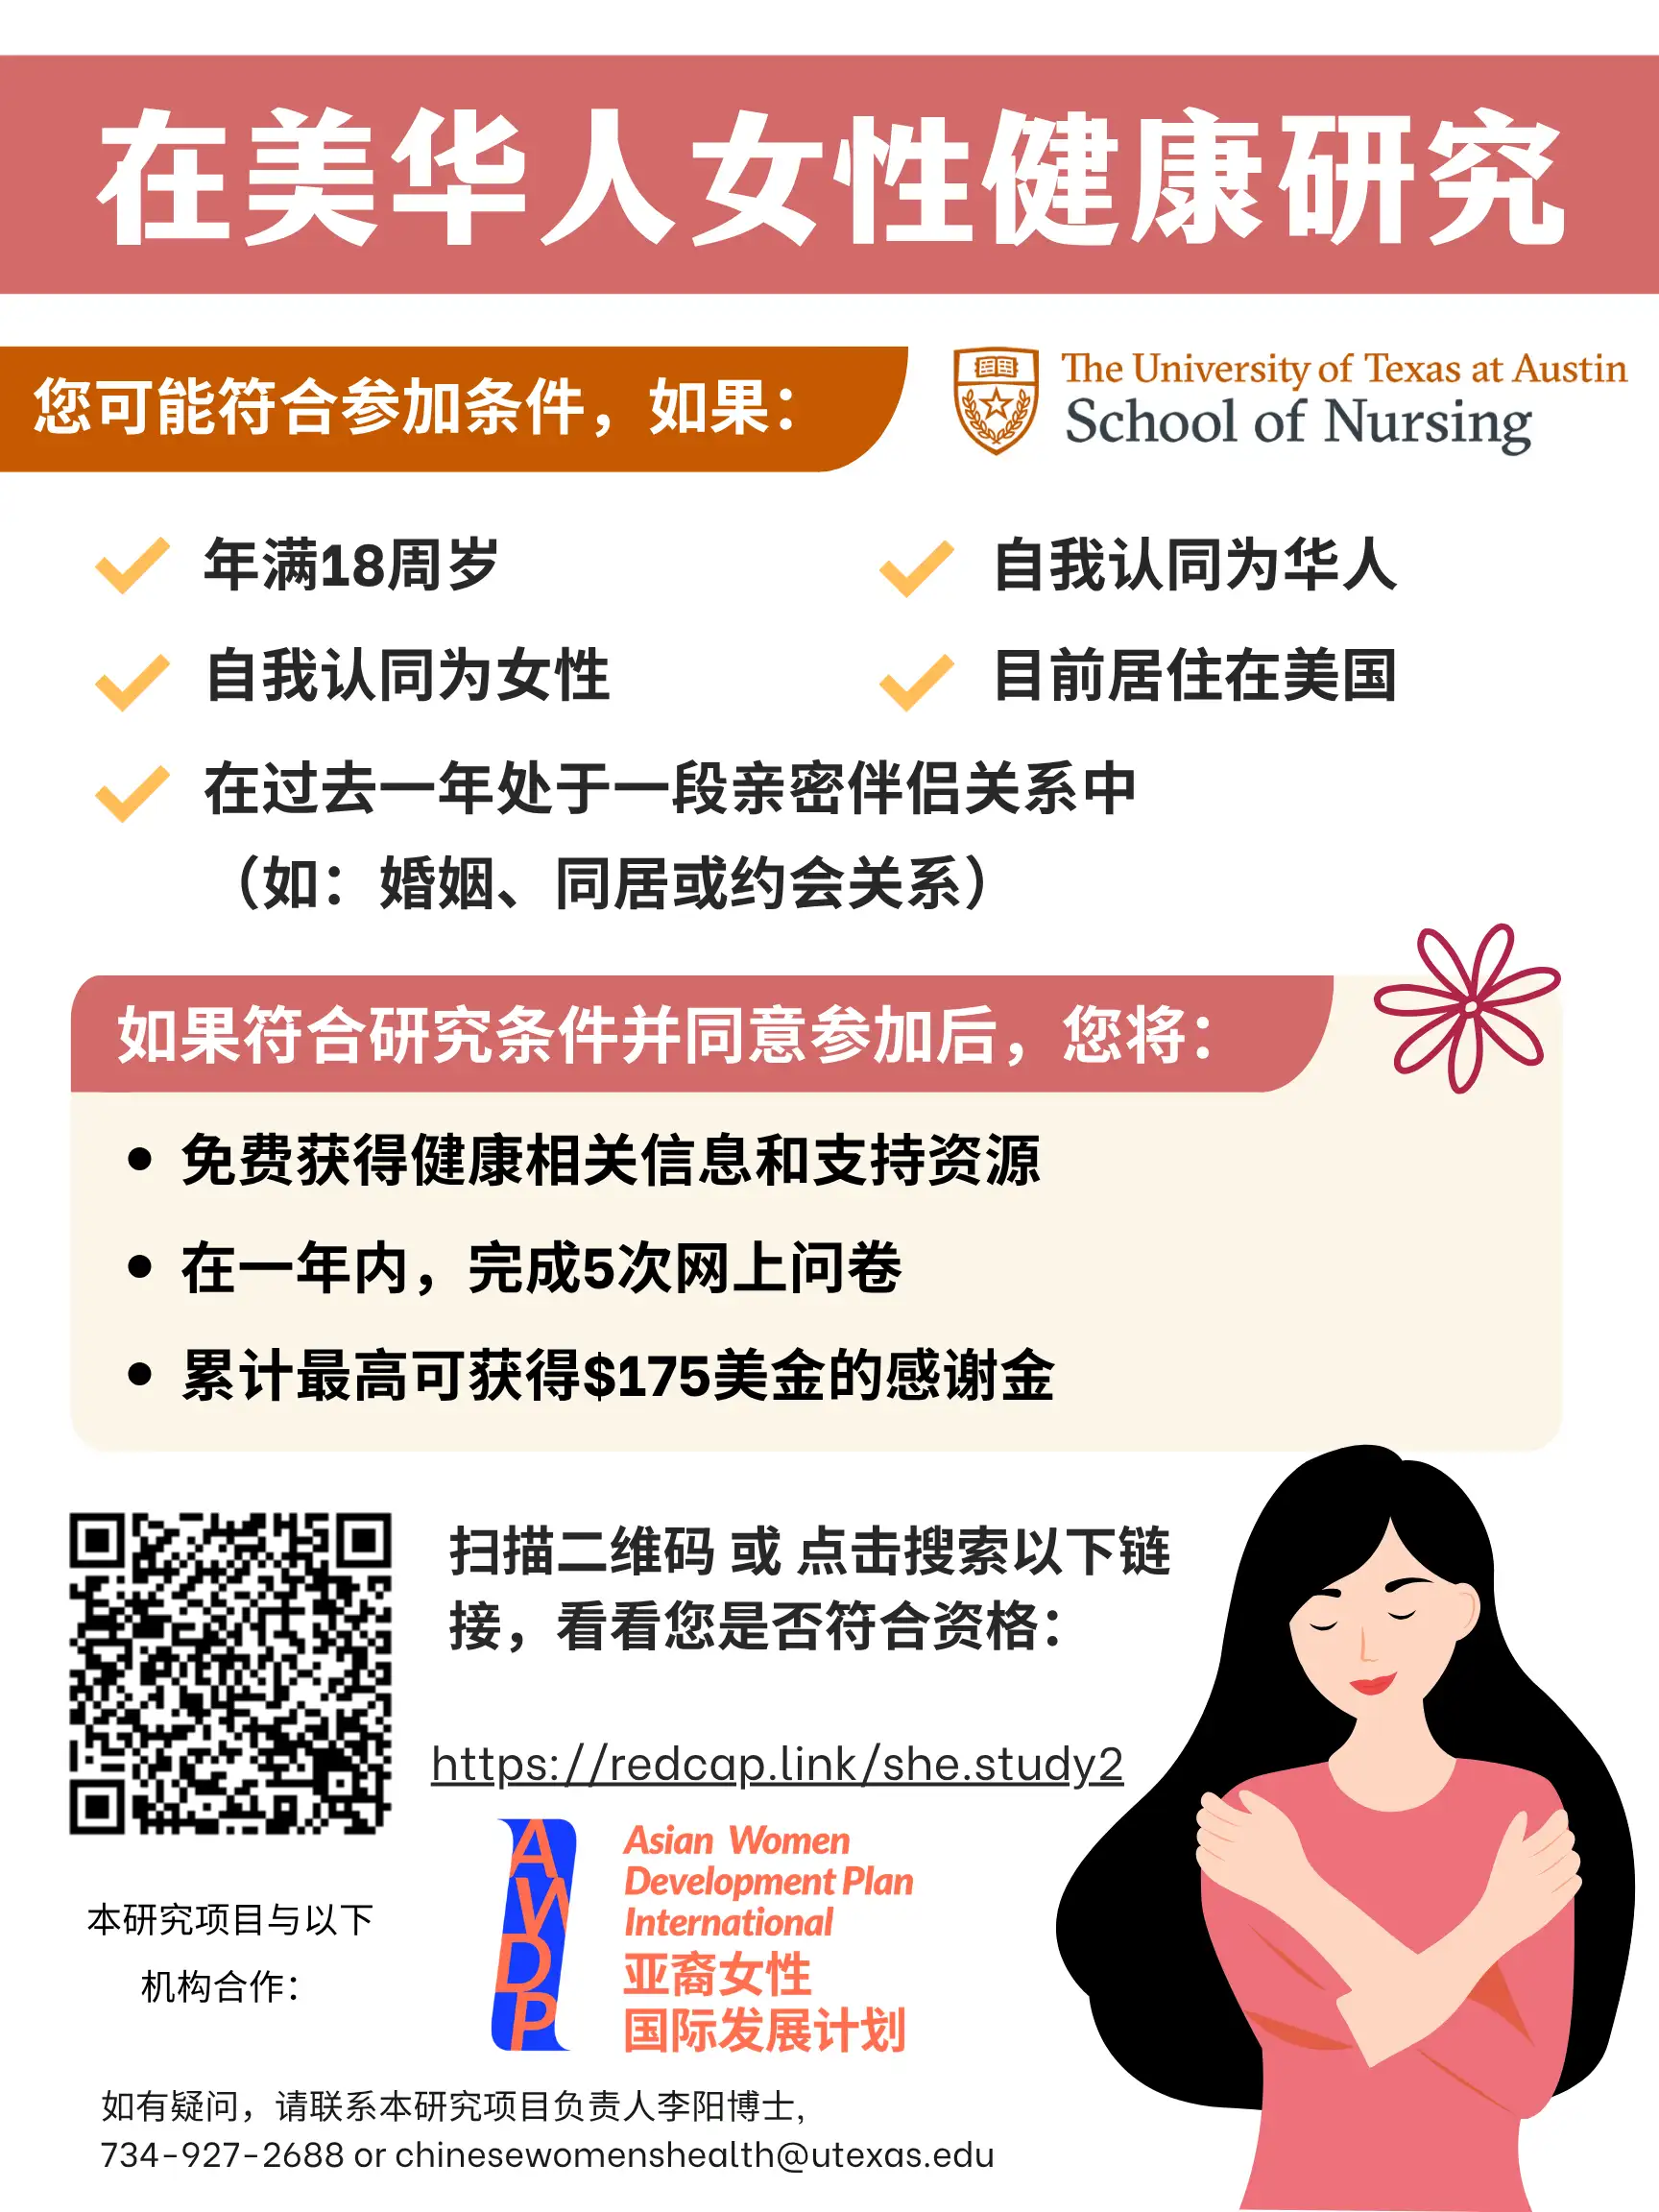 在美华人女性健康研究
您可能符合参加条件，如果：
The University of Texas at Austin
School of Nursing
年满18周岁
自我认同为华人
自我认同为女性
目前居住在美国
在过去一年处于一段亲密伴侣关系中
（如：婚姻、同居或约会关系）
如果符合研究条件并同意参加后，您将：
• 免费获得健康相关信息和支持资源
• 在一年内，完成5次网上问卷
• 累计最高可获得$175美金的感谢金
扫描二维码 或 点击搜索以下链
接，看看您是否符合资格：
https://redcap.link/she.study2
本研究项目与以下
机构合作：
AWDP
Asian Women
Development Plan
International
亚裔女性
国际发展计划
如有疑问，请联系本研究项目负责人李阳博士,
734-927-2688 or chinesewomenshealth@utexas.edu